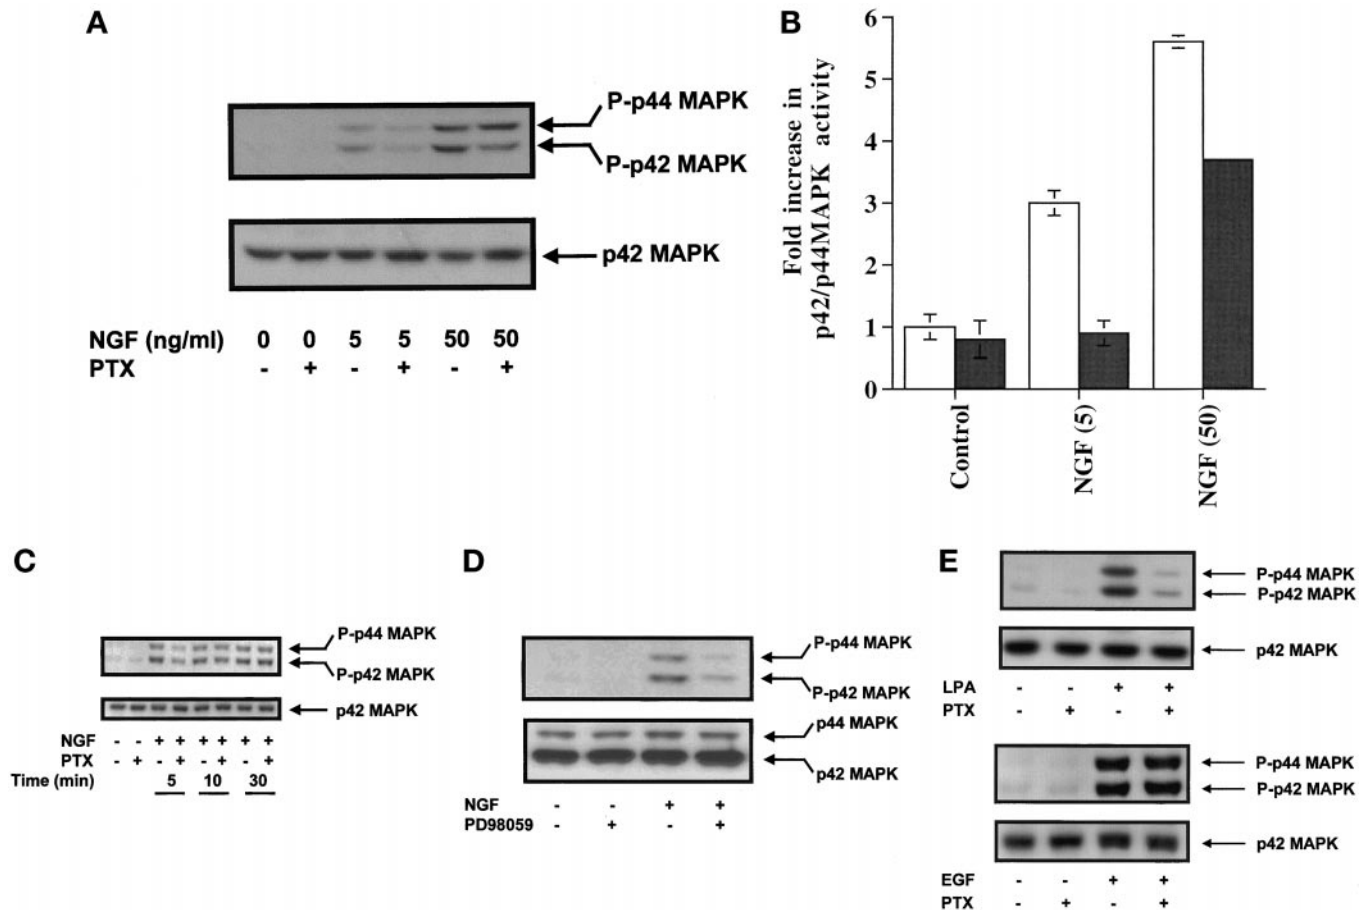 A
P-p44 MAPK
P-p42 MAPK
p42 MAPK
NGF (ng/ml) 0 0 5 5 50 50
PTX - + - + - +
B
Fold increase in
p42/p44MAPK activity
6
5
4
3
2
1
0
Control
NGF (5)
NGF (50)
C
P-p44 MAPK
P-p42 MAPK
p42 MAPK
NGF - - + + + + + +
PTX - + - + - + - +
Time (min) 5 10 30
D
P-p44 MAPK
P-p42 MAPK
p44 MAPK
p42 MAPK
NGF - - + +
PD98059 - + - +
E
P-p44 MAPK
P-p42 MAPK
p42 MAPK
LPA - - + +
PTX - + - +
P-p44 MAPK
P-p42 MAPK
p42 MAPK
EGF - - + +
PTX - + - +